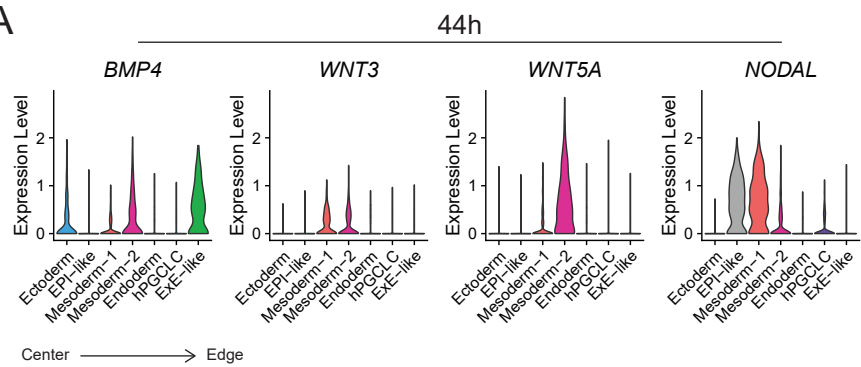 A
44h
BMP4 WNT3 WNT5A NODAL
Expression Level Expression Level Expression Level Expression Level
2 2 2 2
1 1 1 1
0 0 0 0
Ectoderm EPI-like Mesoderm-1 Mesoderm-2 Endoderm hPGCLC ExE-like Ectoderm EPI-like Mesoderm-1 Mesoderm-2 Endoderm hPGCLC ExE-like Ectoderm EPI-like Mesoderm-1 Mesoderm-2 Endoderm hPGCLC ExE-like Ectoderm EPI-like Mesoderm-1 Mesoderm-2 Endoderm hPGCLC ExE-like
Center Edge